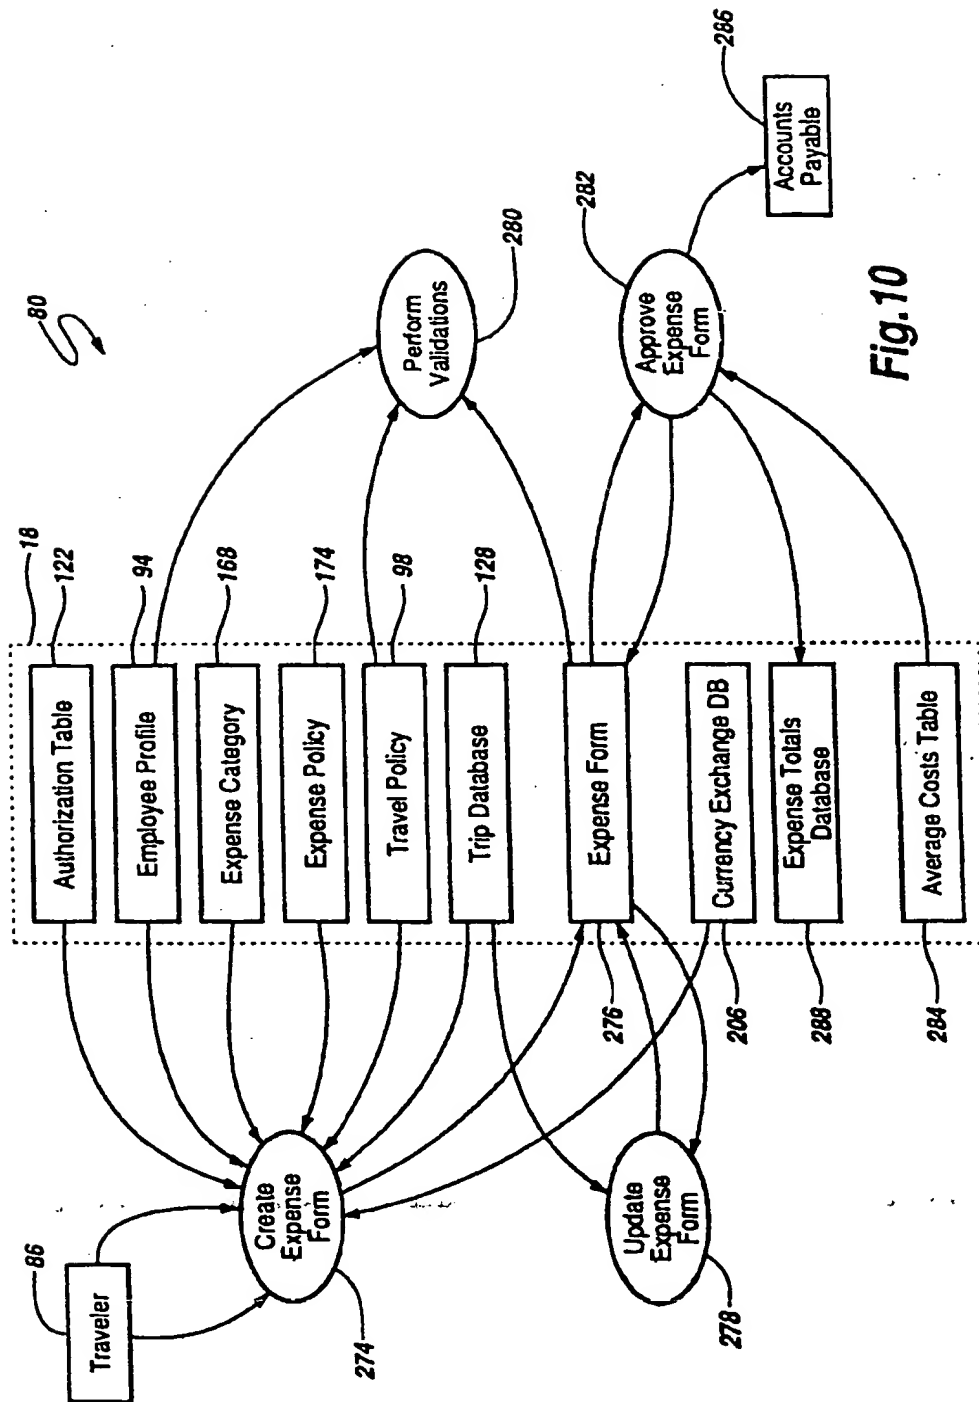 80
86
Traveler
Create
Expense
Form
274
Update
Expense
Form
278
18
122
Authorization Table
94
Employee Profile
168
Expense Category
174
Expense Policy
98
Travel Policy
128
Trip Database
Expense Form
276
Currency Exchange DB
206
Expense Totals
Database
288
Average Costs Table
284
Perform
Validations
280
282
Approve
Expense
Form
286
Accounts
Payable
Fig.10